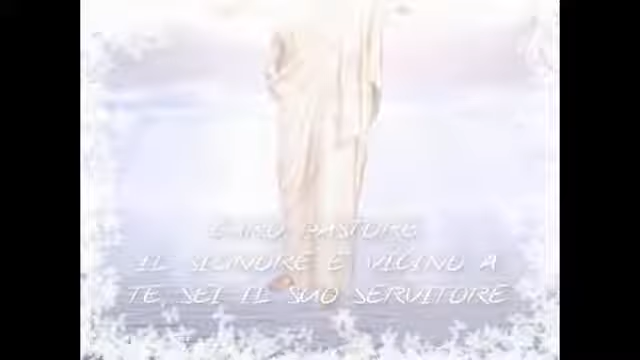 PASTORE
IL SIGNORE È VICINO A
TE SEI IL SUO SERVITORE